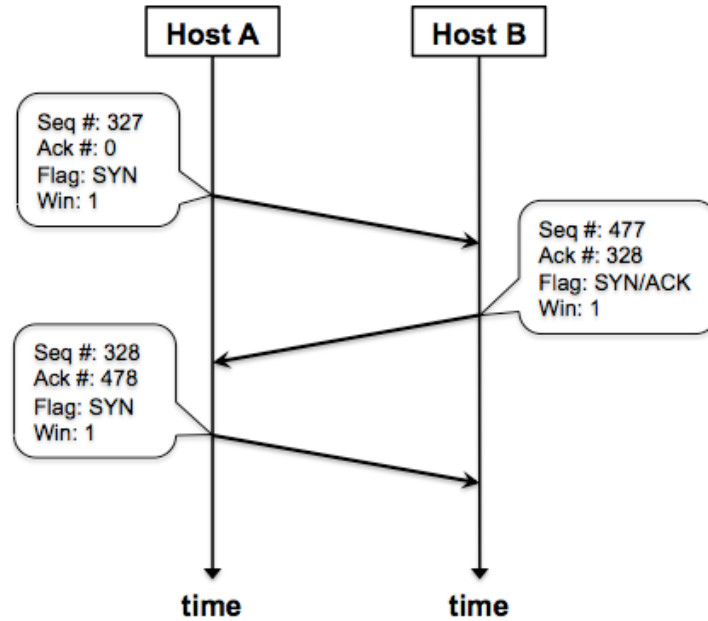 Host A
Host B
Seq #: 327
Ack #: 0
Flag: SYN
Win: 1
Seq #: 477
Ack #: 328
Flag: SYN/ACK
Win: 1
Seq #: 328
Ack #: 478
Flag: SYN
Win: 1
time
time